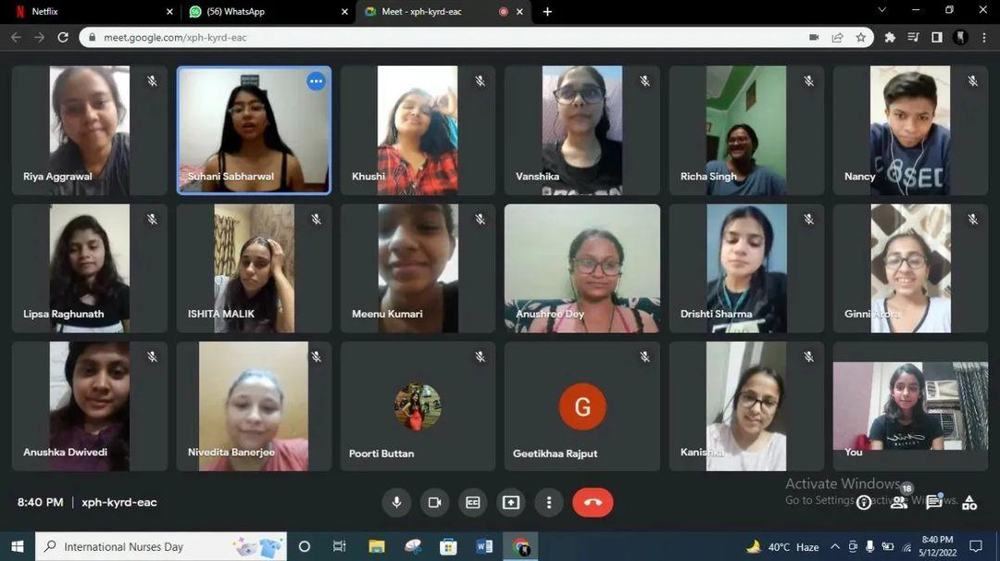 Netflix
(56) WhatsApp
Meet - xph-kyrd-eac
meet.google.com/xph-kyrd-eac
Riya Aggrawal
Suhani Sabharwal
Khushi
Vanshika
Richa Singh
Nancy
CLOSED
Lipsa Raghunath
ISHITA MALIK
Meenu Kumari
Anushree Dey
Drishti Sharma
Ginni Arora
Anushka Dwivedi
Nivedita Banerjee
Poorti Buttan
G
Geetikhaa Rajput
Kanishka
You
Activate Windows
Go to Settings to activate Windows.
18
8:40 PM | xph-kyrd-eac
International Nurses Day
40°C Haze
8:40 PM
5/12/2022